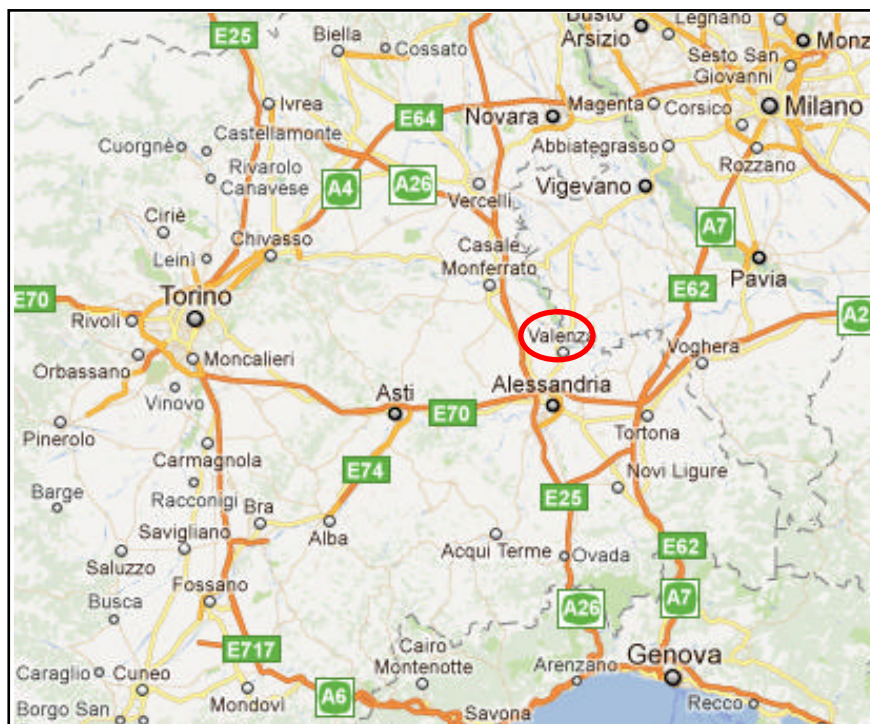 E25
Biella
Cossato
Busto
Arsizio
Legnano
Monz
Sesto San
Giovanni
Ivrea
E64
Novara
Magenta
Corsico
Milano
Cuorgnè
Castellamonte
Abbiategrasso
Rozzano
Rivarolo
Canavese
A4
A26
Vercelli
Vigevano
Ciriè
Leinì
Chivasso
Casale
Monferrato
A7
Pavia
E70
Torino
E62
A2
Rivoli
Valenza
Voghera
Orbassano
Moncalieri
Vinovo
Asti
E70
Alessandria
Tortona
Pinerolo
Carmagnola
E74
Novi Ligure
Barge
Racconigi
Bra
E25
Savigliano
Alba
Acqui Terme
Ovada
E62
Saluzzo
Fossano
Busca
A26
A7
E717
Cairo
Montenotte
Arenzano
Genova
Caraglio
Cuneo
Mondovì
A6
Savona
Recco
Borgo San